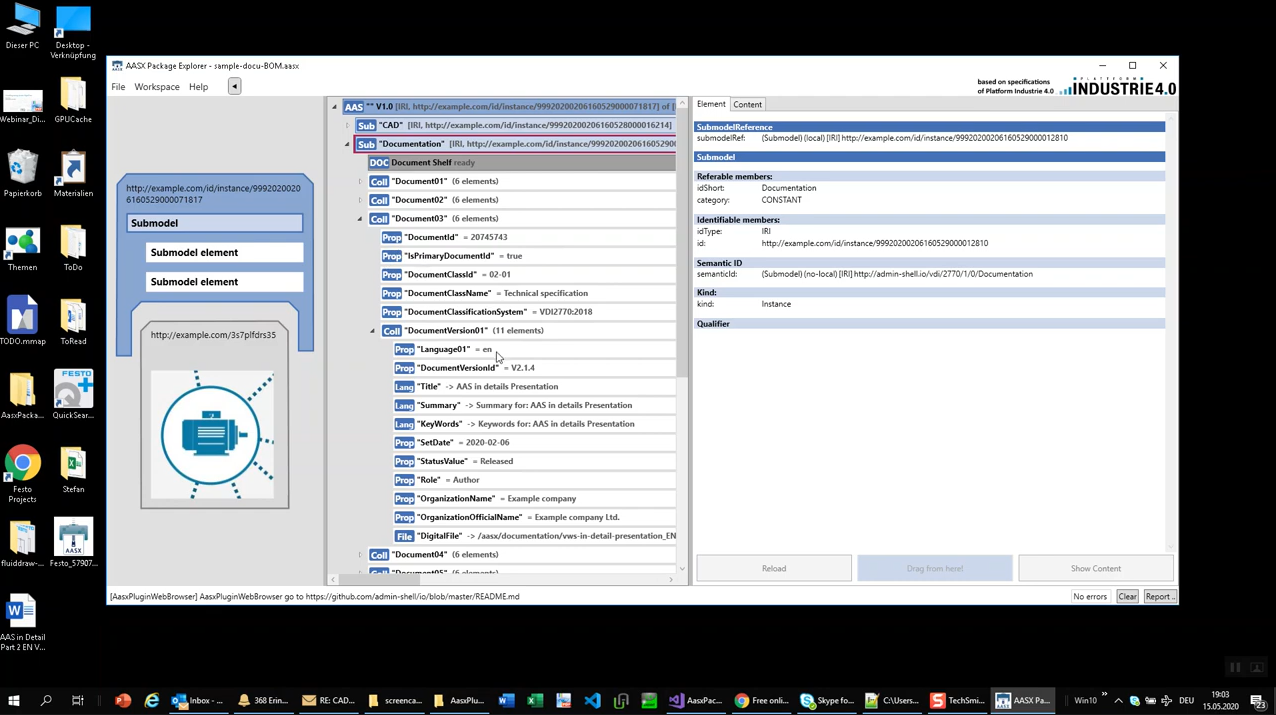 Dieser PC
Desktop -
Verknüpfung
Webinar_Di...
GPUCache
Papierkorb
Materialien
Themen
ToDo
TODO.mmap
ToRead
AasxPacka...
QuickSear...
Festo
Projects
Stefan
fluiddraw-...
Festo_57907...
AAS in Detail
Part 2 EN V...
AASX Package Explorer - sample-docu-BOM.aasx
File Workspace Help
based on specifications
of Platform Industrie 4.0
PLATTFORM
INDUSTRIE4.0
http://example.com/id/instance/9992020020
6160529000071817
Submodel
Submodel element
Submodel element
http://example.com/3s7plfdrs35
AAS "" V1.0 [IRI, http://example.com/id/instance/99920200206160529000071817] of [
Sub "CAD" [IRI, http://example.com/id/instance/99920200206160528000016214]
Sub "Documentation" [IRI, http://example.com/id/instance/99920200206160529000
DOC Document Shelf ready
Coll "Document01" (6 elements)
Coll "Document02" (6 elements)
Coll "Document03" (6 elements)
Prop "DocumentId" = 20745743
Prop "IsPrimaryDocumentId" = true
Prop "DocumentClassId" = 02-01
Prop "DocumentClassName" = Technical specification
Prop "DocumentClassificationSystem" = VDI2770:2018
Coll "DocumentVersion01" (11 elements)
Prop "Language01" = en
Prop "DocumentVersionId" = V2.1.4
Lang "Title" -> AAS in details Presentation
Lang "Summary" -> Summary for: AAS in details Presentation
Lang "KeyWords" -> Keywords for: AAS in details Presentation
Prop "SetDate" = 2020-02-06
Prop "StatusValue" = Released
Prop "Role" = Author
Prop "OrganizationName" = Example company
Prop "OrganizationOfficialName" = Example company Ltd.
File "DigitalFile" -> /aasx/documentation/vws-in-detail-presentation_EN
Coll "Document04" (6 elements)
Coll "Document05" (6 elements)
Element Content
SubmodelReference
submodelRef: (Submodel) (local) [IRI] http://example.com/id/instance/99920200206160529000012810
Submodel
Referable members:
idShort: Documentation
category: CONSTANT
Identifiable members:
idType: IRI
id: http://example.com/id/instance/99920200206160529000012810
Semantic ID
semanticId: (Submodel) (no-local) [IRI] http://admin-shell.io/vdi/2770/1/0/Documentation
Kind:
kind: Instance
Qualifier
Reload Drag from here! Show Content
[AasxPluginWebBrowser] AasxPluginWebBrowser go to https://github.com/admin-shell/io/blob/master/README.md
No errors Clear Report ..
Inbox - ... 368 Erin... RE: CAD... screenca... AasxPlu... AasxPac... Free onli... Skype fo... C:\Users... TechSmi... AASX Pa... Win10 DEU 19:03
15.05.2020
23